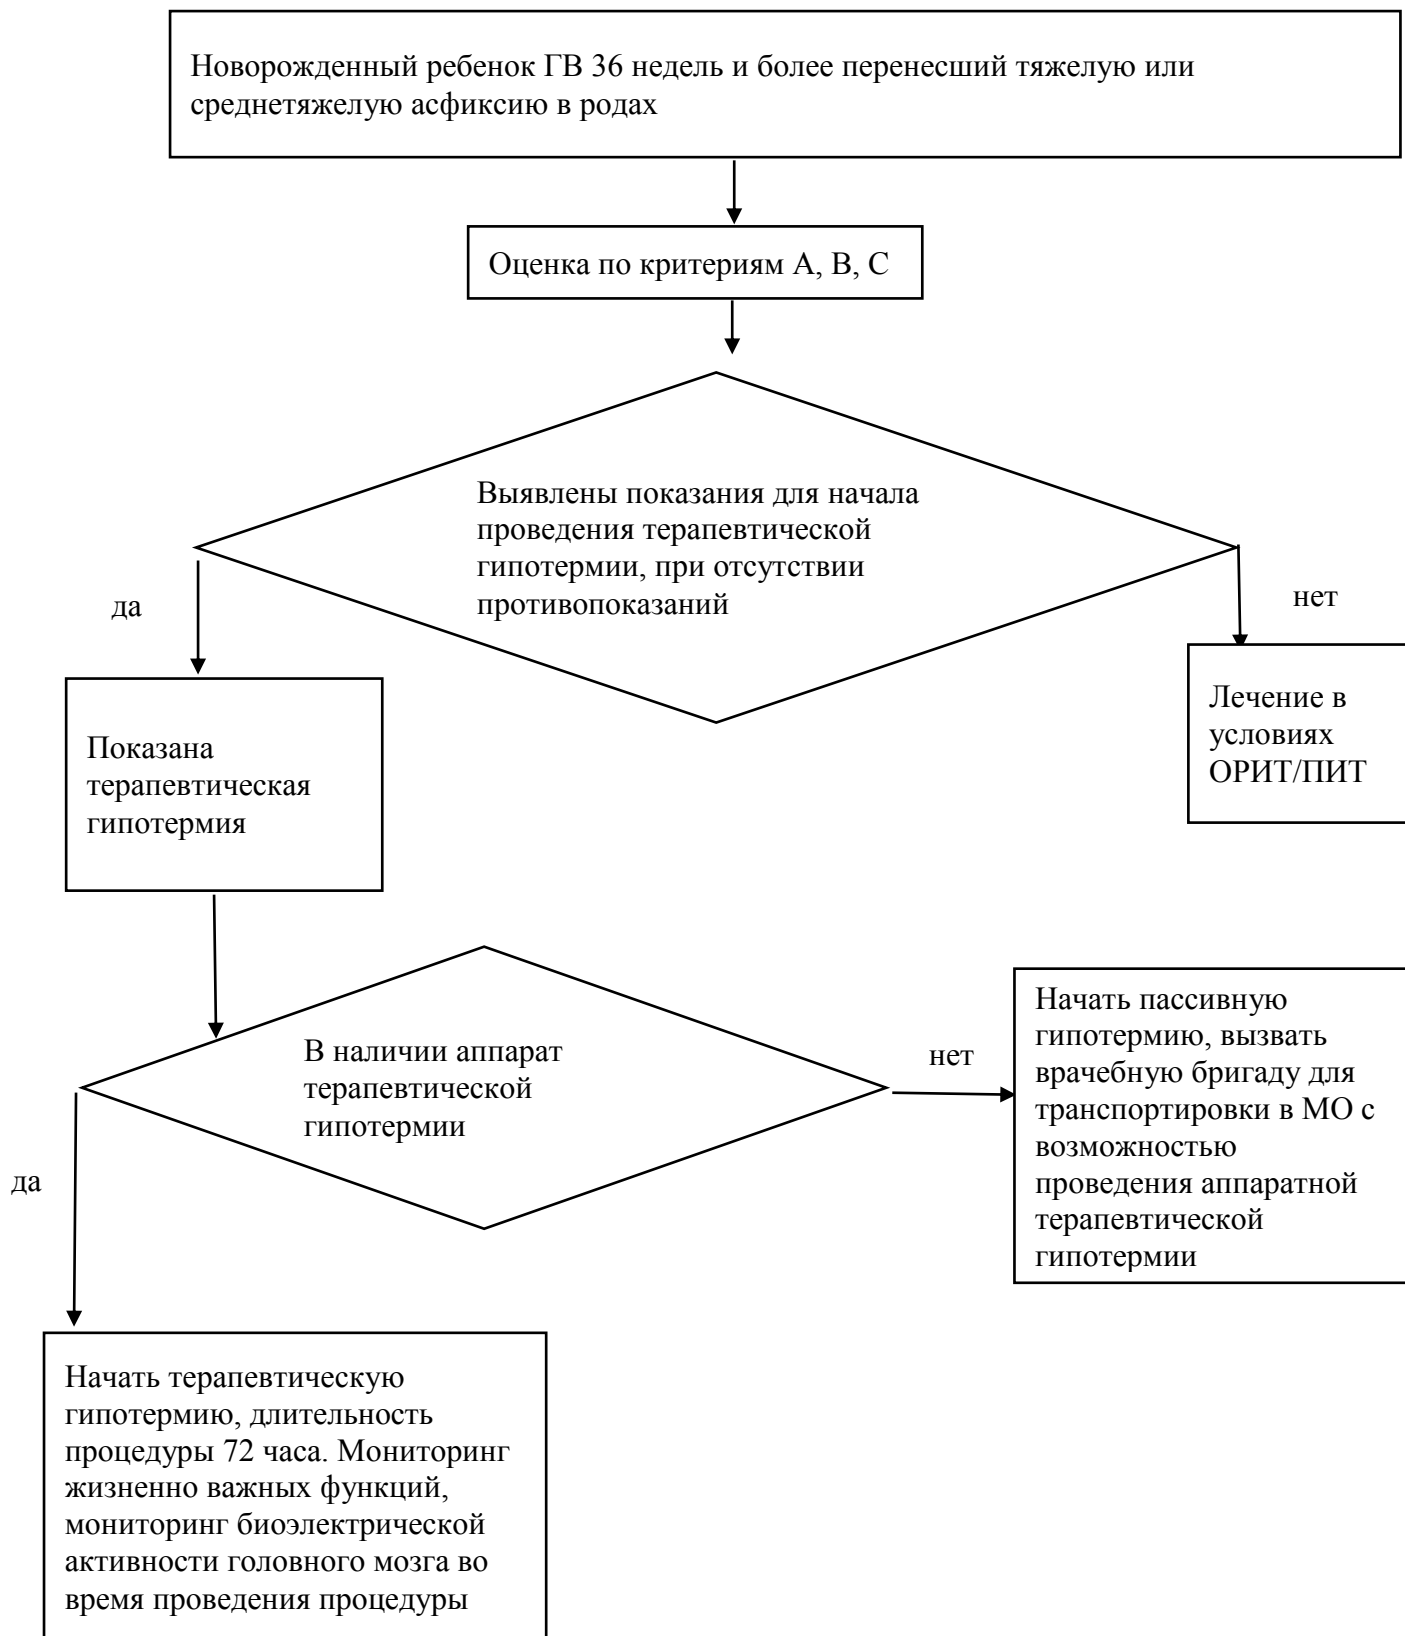 Новорожденный ребенок ГВ 36 недель и более перенесший тяжелую или
среднетяжелую асфиксию в родах
Оценка по критериям А, В, С
Выявлены показания для начала
проведения терапевтической
гипотермии, при отсутствии
противопоказаний
да
нет
Показана
терапевтическая
гипотермия
Лечение в
условиях
ОРИТ/ПИТ
В наличии аппарат
терапевтической
гипотермии
нет
да
Начать пассивную
гипотермию, вызвать
врачебную бригаду для
транспортировки в МО с
возможностью
проведения аппаратной
терапевтической
гипотермии
Начать терапевтическую
гипотермию, длительность
процедуры 72 часа. Мониторинг
жизненно важных функций,
мониторинг биоэлектрической
активности головного мозга во
время проведения процедуры